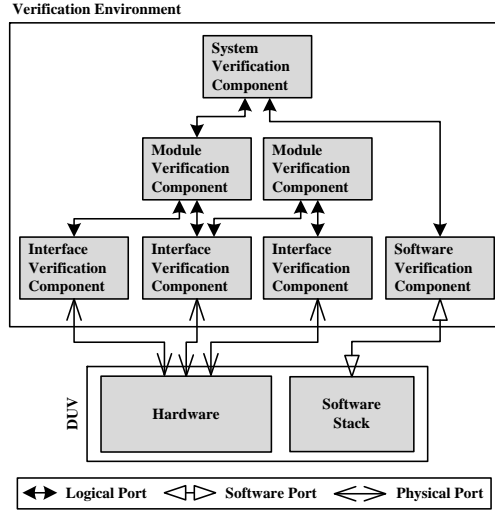 Verification Environment
System
Verification
Component
Module
Verification
Component
Module
Verification
Component
Interface
Verification
Component
Interface
Verification
Component
Interface
Verification
Component
Software
Verification
Component
DUV
Hardware
Software
Stack
Logical Port
Software Port
Physical Port